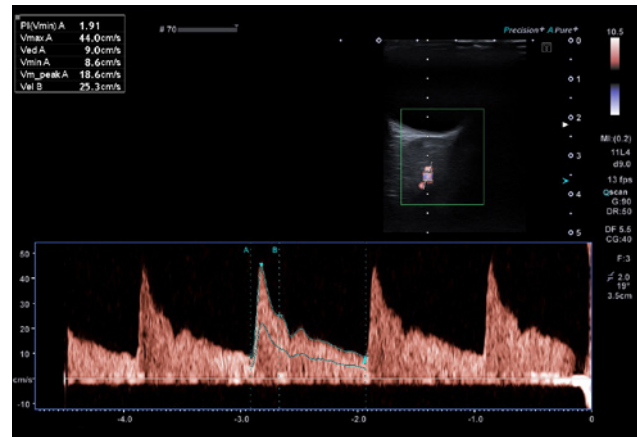 PI(Vmin) A 1.91
Vmax A 44.0cm/s
Ved A 9.0cm/s
Vmin A 8.6cm/s
Vm_peak A 18.6cm/s
Vel B 25.3cm/s
# 70
Precision+ A Pure+
0
1
2
3
4
5
10.5
MI:(0.2)
11L4
d9.0
13 fps
Qscan
G:90
DR:50
DF 5.5
CG:40
F:3
2.0
19°
3.5cm
A
B
50
40
30
20
10
cm/s
-10
-4.0
-3.0
-2.0
-1.0
-0